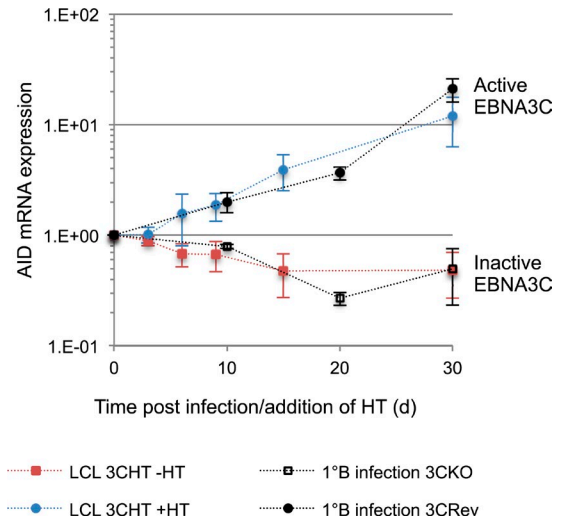 1.E+02
Active
EBNA3C
1.E+01
AID mRNA expression
1.E+00
Inactive
EBNA3C
1.E-01
0 10 20 30
Time post infection/addition of HT (d)
LCL 3CHT -HT 1°B infection 3CKO
LCL 3CHT +HT 1°B infection 3CRev